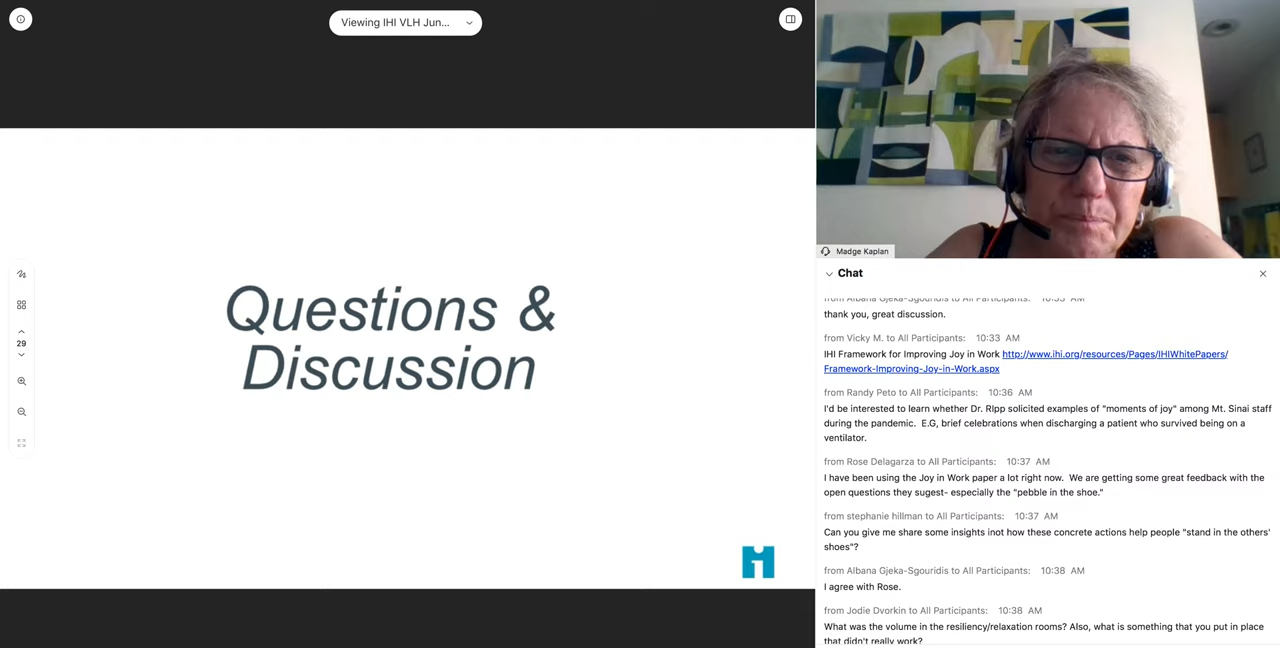 Viewing IHI VLH Jun...
Questions &
Discussion
29
Madge Kaplan
Chat
from Albana Gjeka-Sgouridis to All Participants: 10:33 AM
thank you, great discussion.
from Vicky M. to All Participants: 10:33 AM
IHI Framework for Improving Joy in Work http://www.ihi.org/resources/Pages/IHIWhitePapers/
Framework-Improving-Joy-in-Work.aspx
from Randy Peto to All Participants: 10:36 AM
I'd be interested to learn whether Dr. RIpp solicited examples of "moments of joy" among Mt. Sinai staff
during the pandemic. E.G, brief celebrations when discharging a patient who survived being on a
ventilator.
from Rose Delagarza to All Participants: 10:37 AM
I have been using the Joy in Work paper a lot right now. We are getting some great feedback with the
open questions they sugest- especially the "pebble in the shoe."
from stephanie hillman to All Participants: 10:37 AM
Can you give me share some insights inot how these concrete actions help people "stand in the others'
shoes"?
from Albana Gjeka-Sgouridis to All Participants: 10:38 AM
I agree with Rose.
from Jodie Dvorkin to All Participants: 10:38 AM
What was the volume in the resiliency/relaxation rooms? Also, what is something that you put in place
that didn't really work?